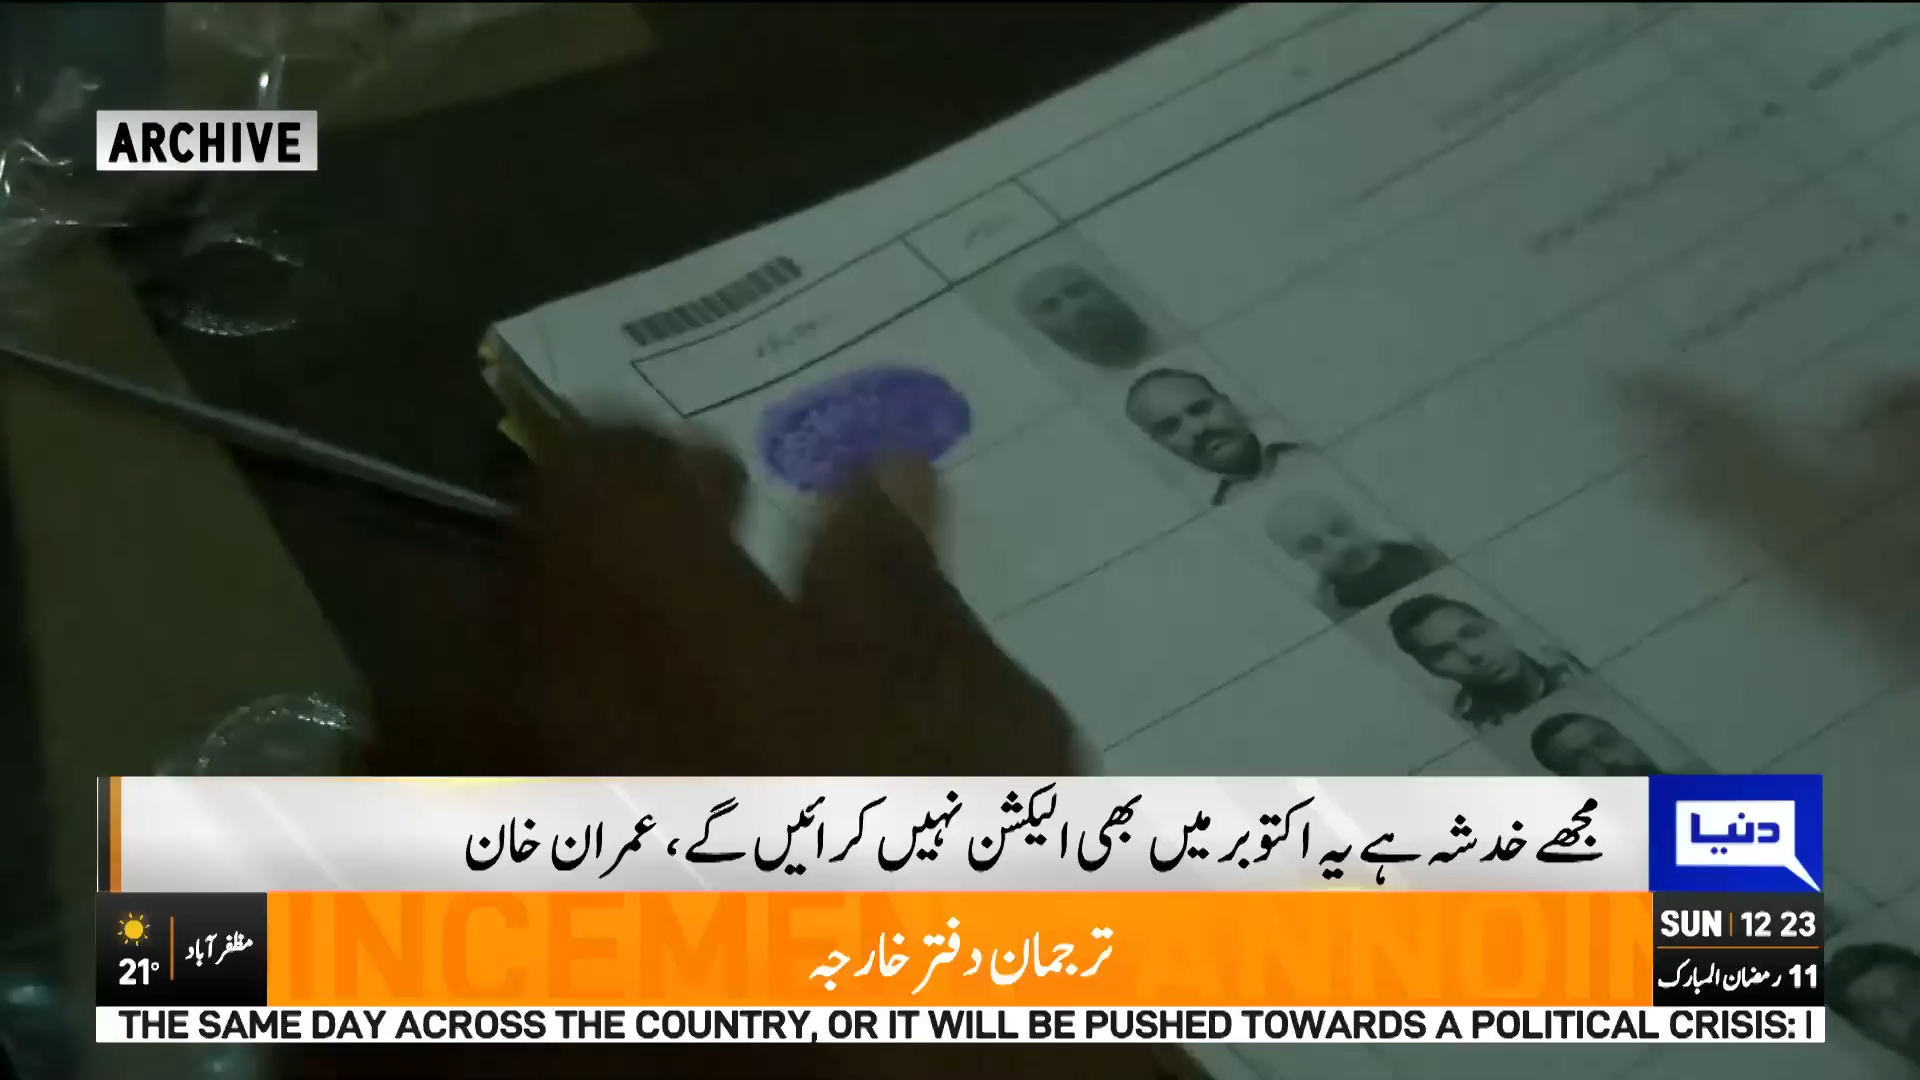 ARCHIVE
مجھے خدشہ ہے یہ اکتوبر میں بھی الیکشن نہیں کرائیں گے، عمران خان
دنیا
INCEMEN ANNOUN
ترجمان دفتر خارجہ
مظفر آباد
21°
SUN 12 23
11 رمضان المبارک
THE SAME DAY ACROSS THE COUNTRY, OR IT WILL BE PUSHED TOWARDS A POLITICAL CRISIS: